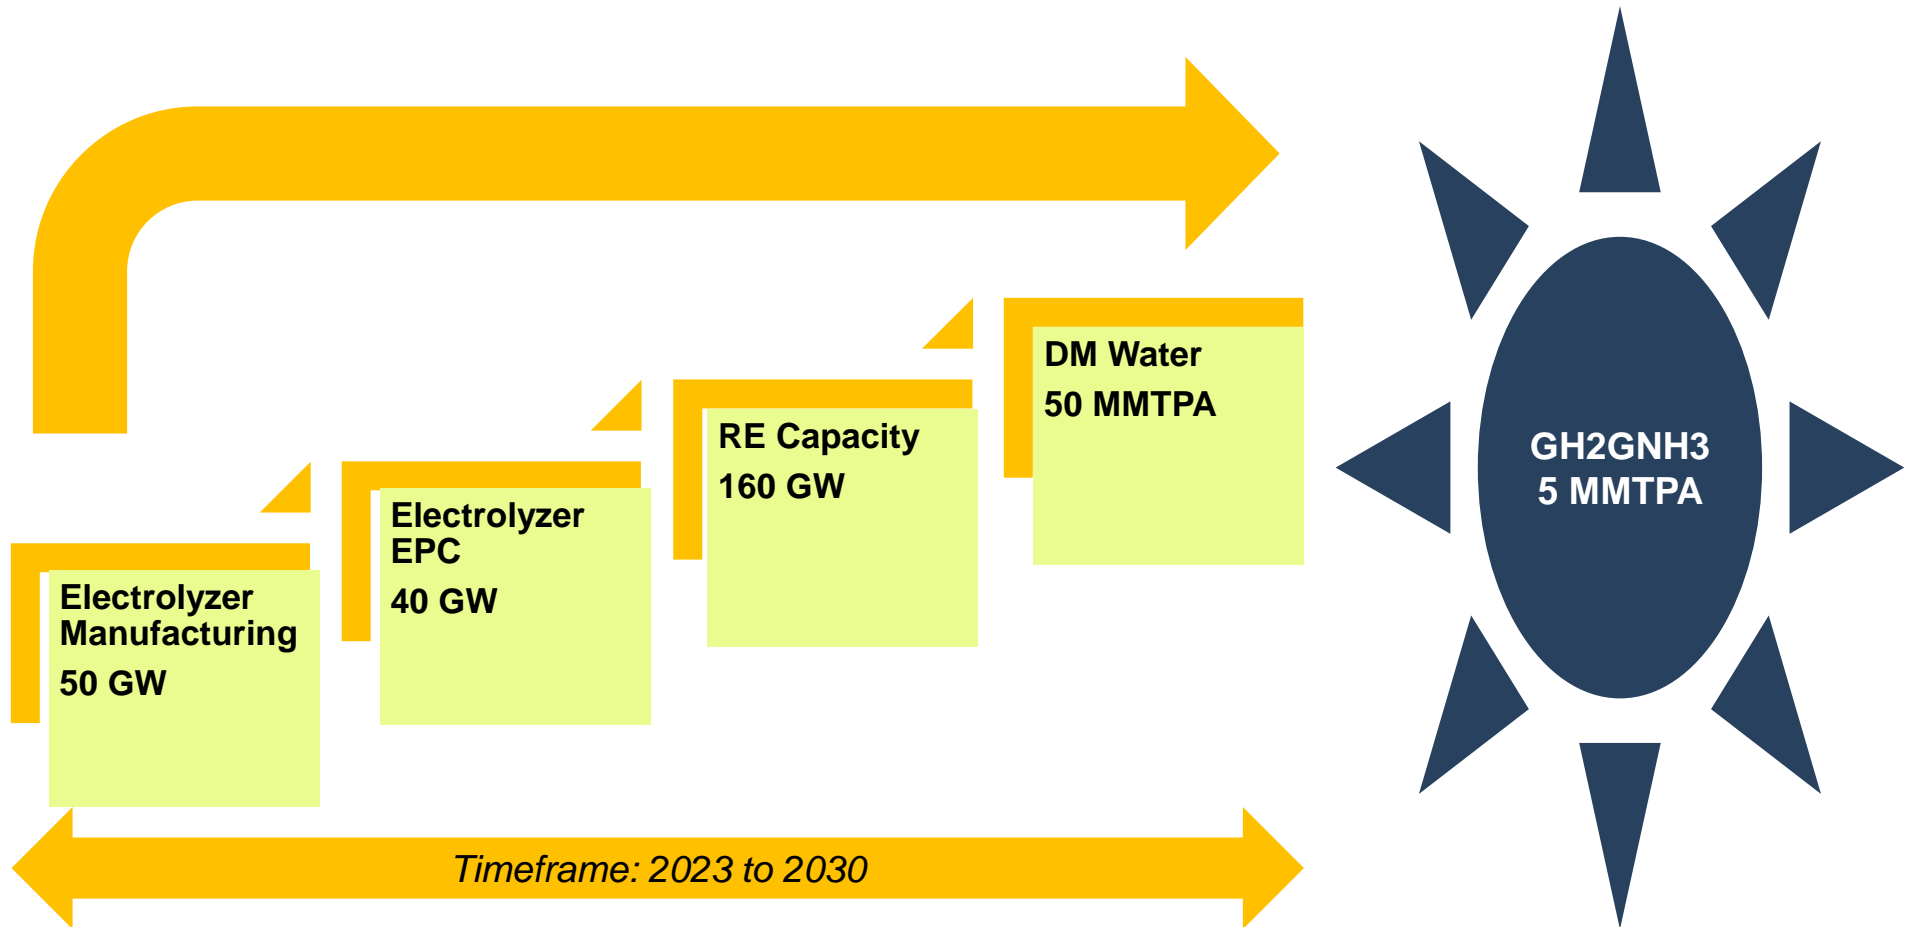 Electrolyzer
Manufacturing
50 GW
Electrolyzer
EPC
40 GW
RE Capacity
160 GW
DM Water
50 MMTPA
GH2GNH3
5 MMTPA
Timeframe: 2023 to 2030